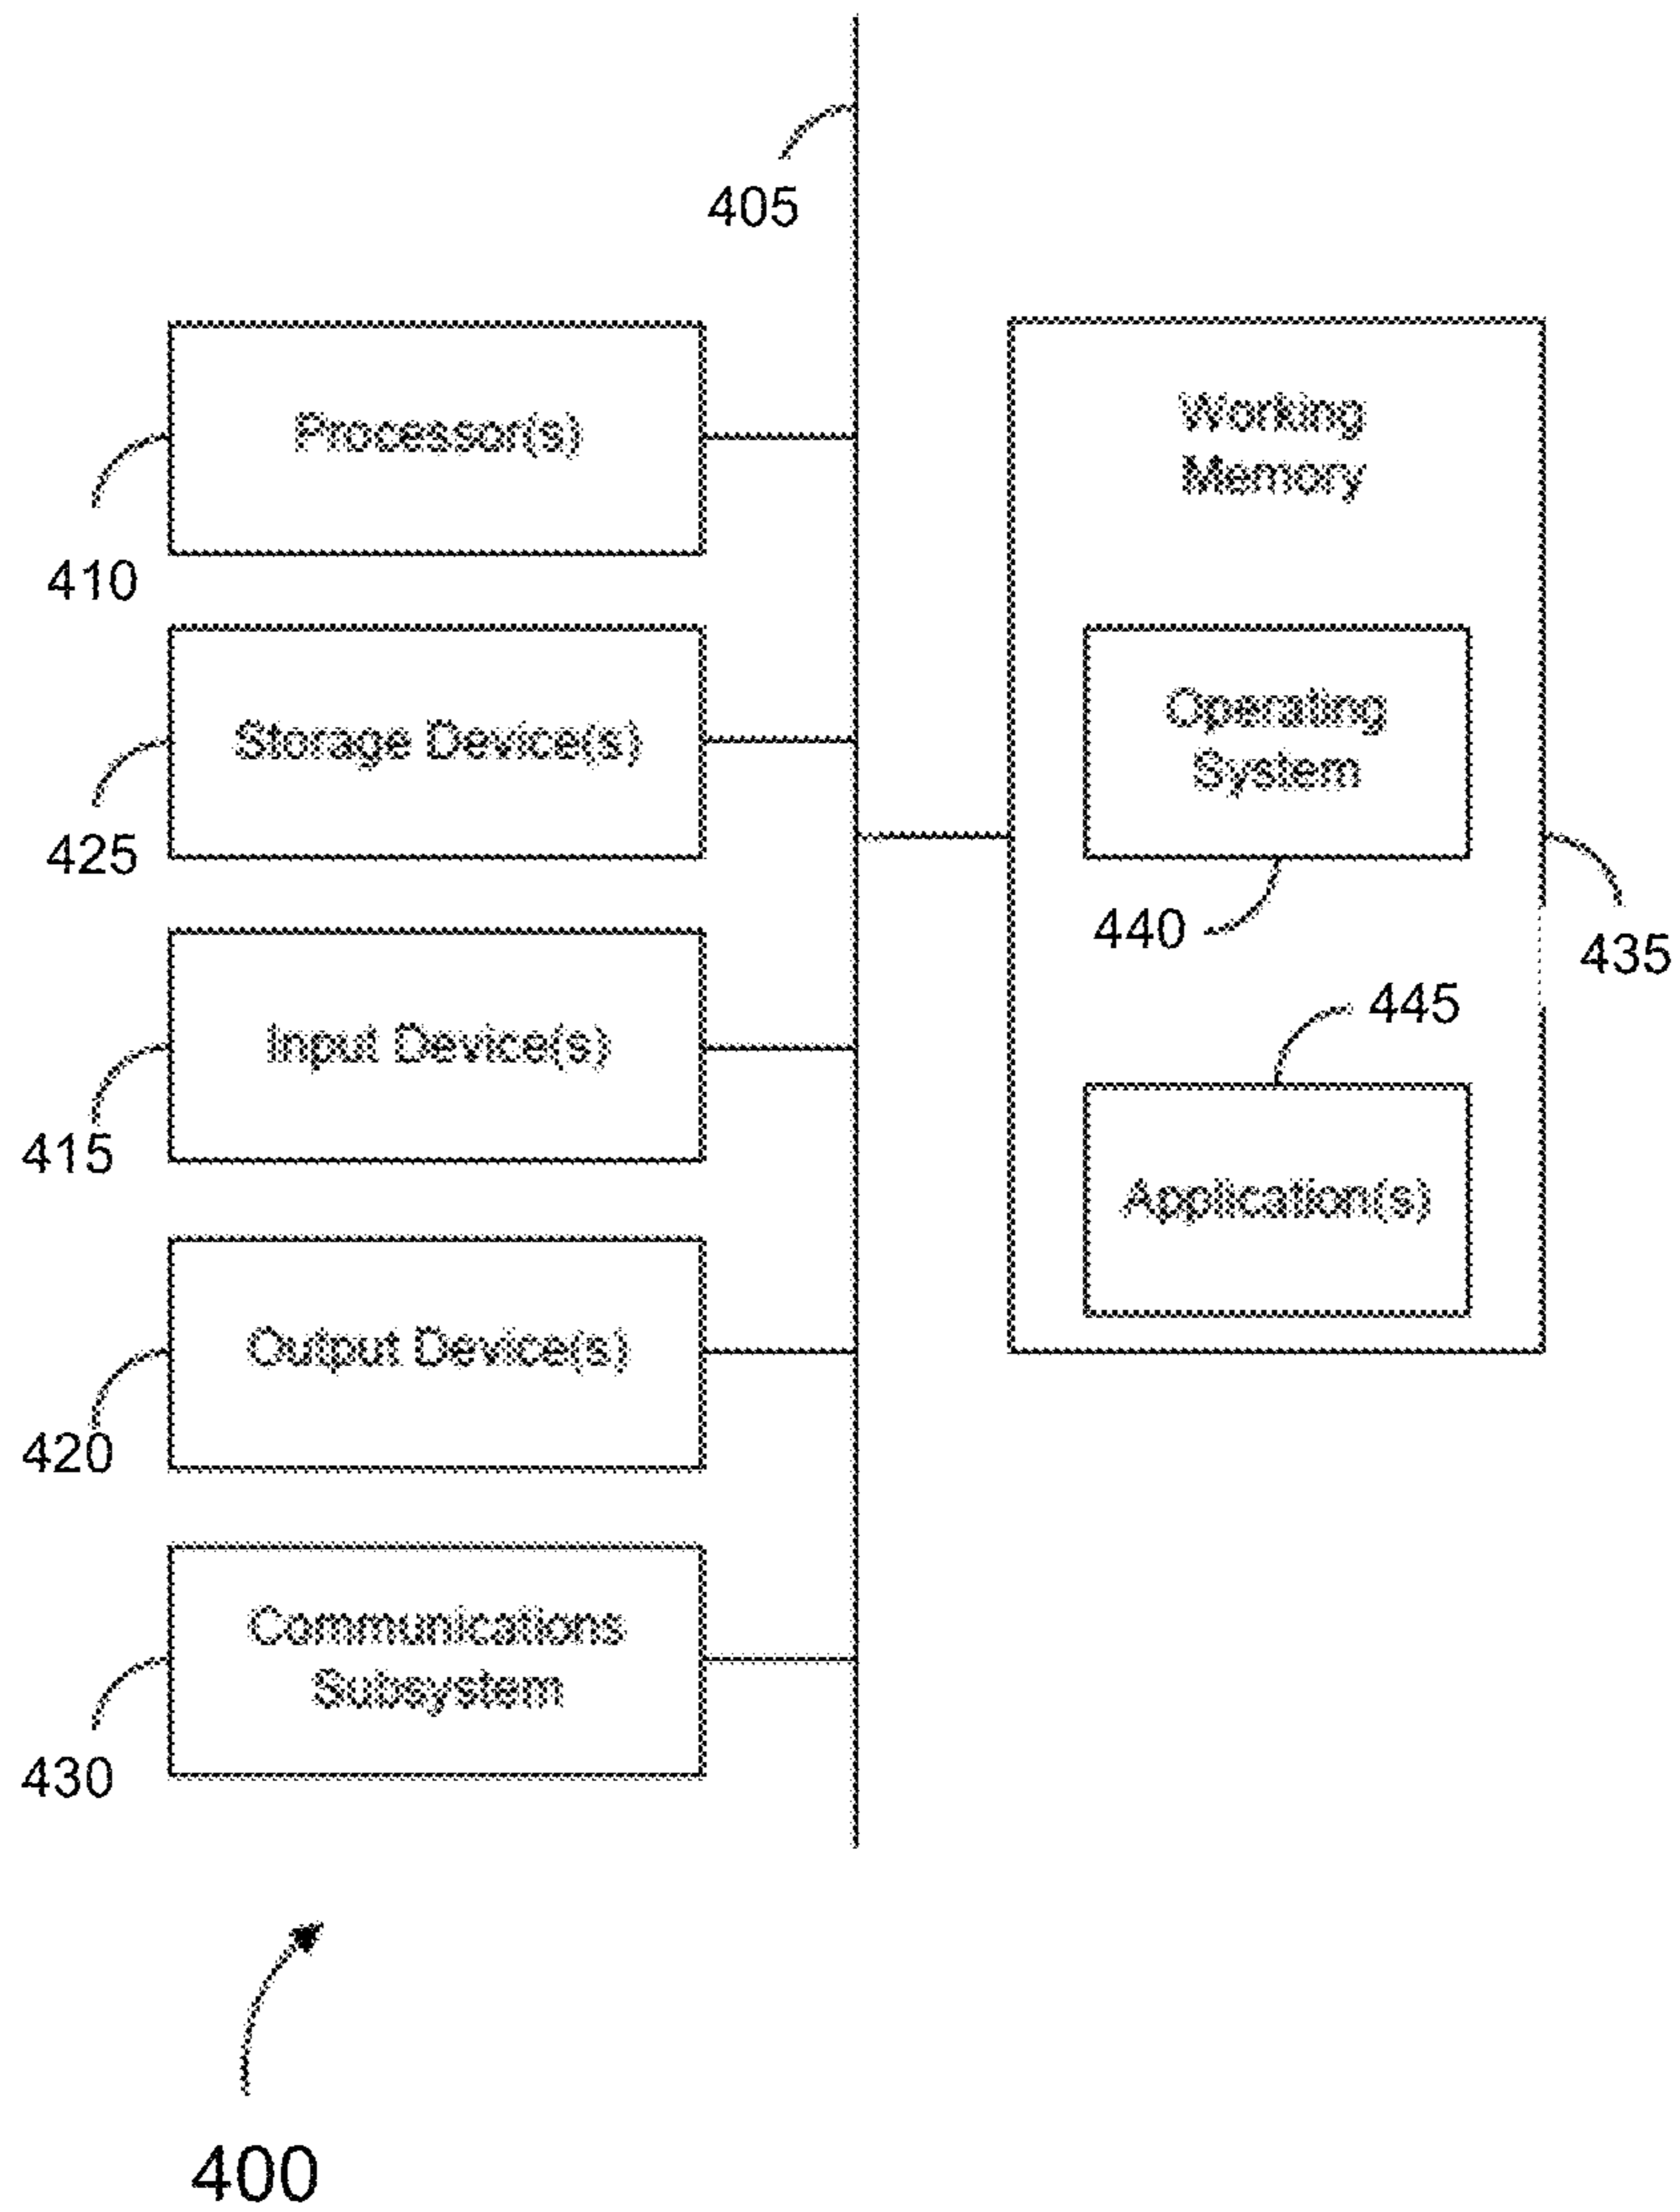 405
Processor(s)
410
Storage Device(s)
425
Input Device(s)
415
Output Device(s)
420
Communications
Subsystem
430
Working
Memory
Operating
System
440
435
445
Application(s)
400